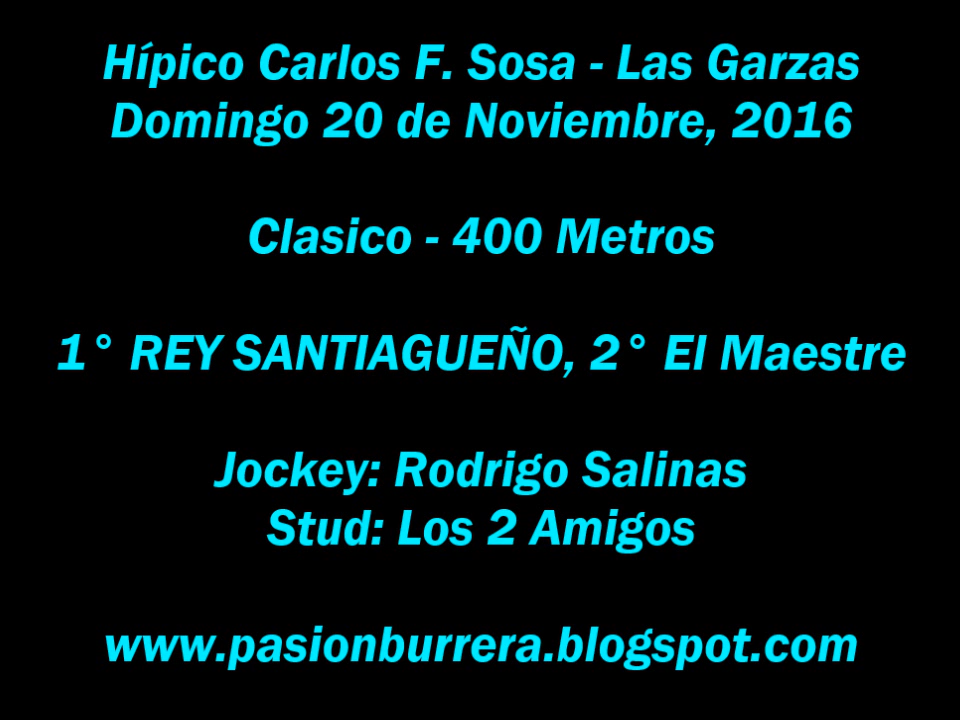 Hípico Carlos F. Sosa - Las Garzas
Domingo 20 de Noviembre, 2016
Clasico - 400 Metros
1° REY SANTIAGUEÑO, 2° El Maestre
Jockey: Rodrigo Salinas
Stud: Los 2 Amigos
www.pasionburrera.blogspot.com